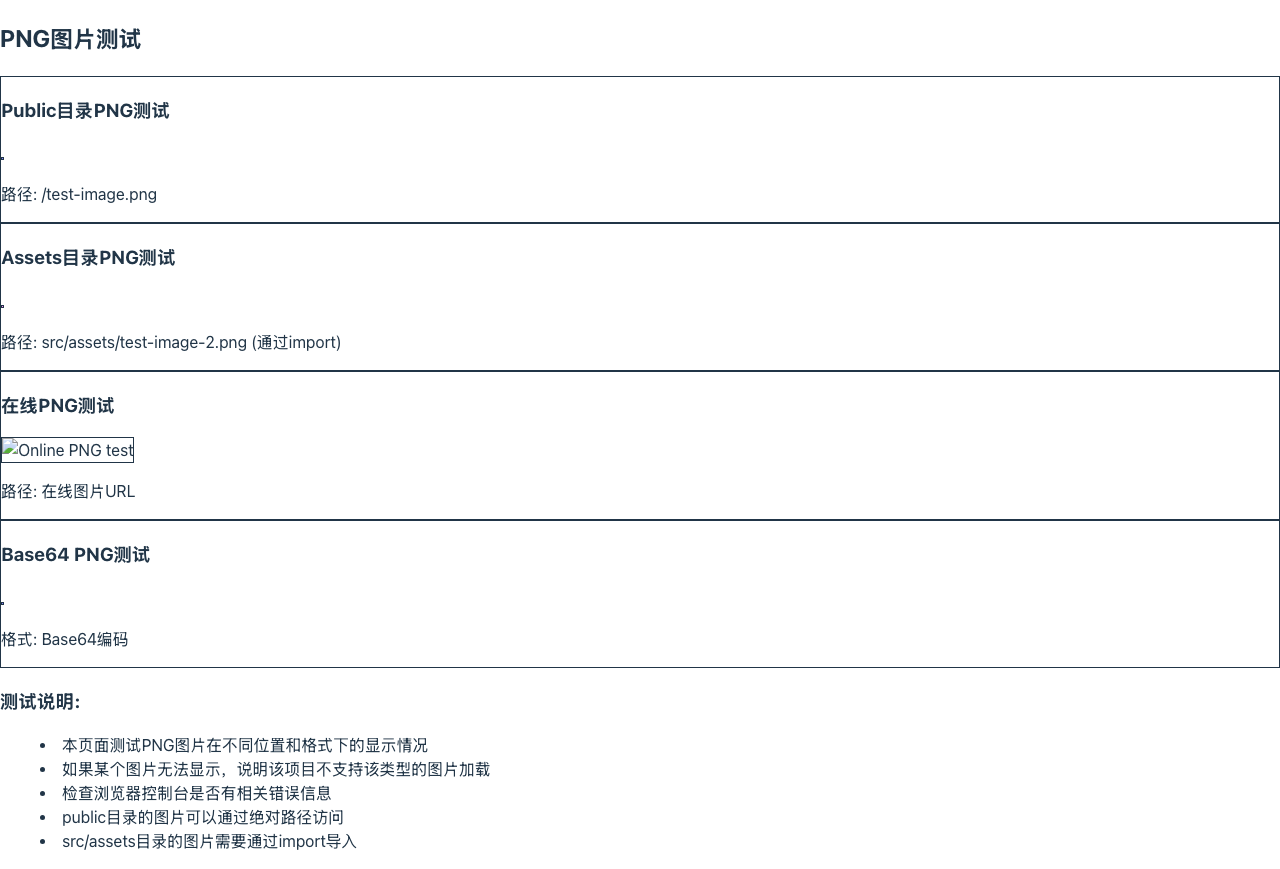 PNG图片测试
Public目录PNG测试
路径: /test-image.png
Assets目录PNG测试
路径: src/assets/test-image-2.png (通过import)
在线PNG测试
Online PNG test
路径: 在线图片URL
Base64 PNG测试
格式: Base64编码
测试说明:
• 本页面测试PNG图片在不同位置和格式下的显示情况
• 如果某个图片无法显示，说明该项目不支持该类型的图片加载
• 检查浏览器控制台是否有相关错误信息
• public目录的图片可以通过绝对路径访问
• src/assets目录的图片需要通过import导入